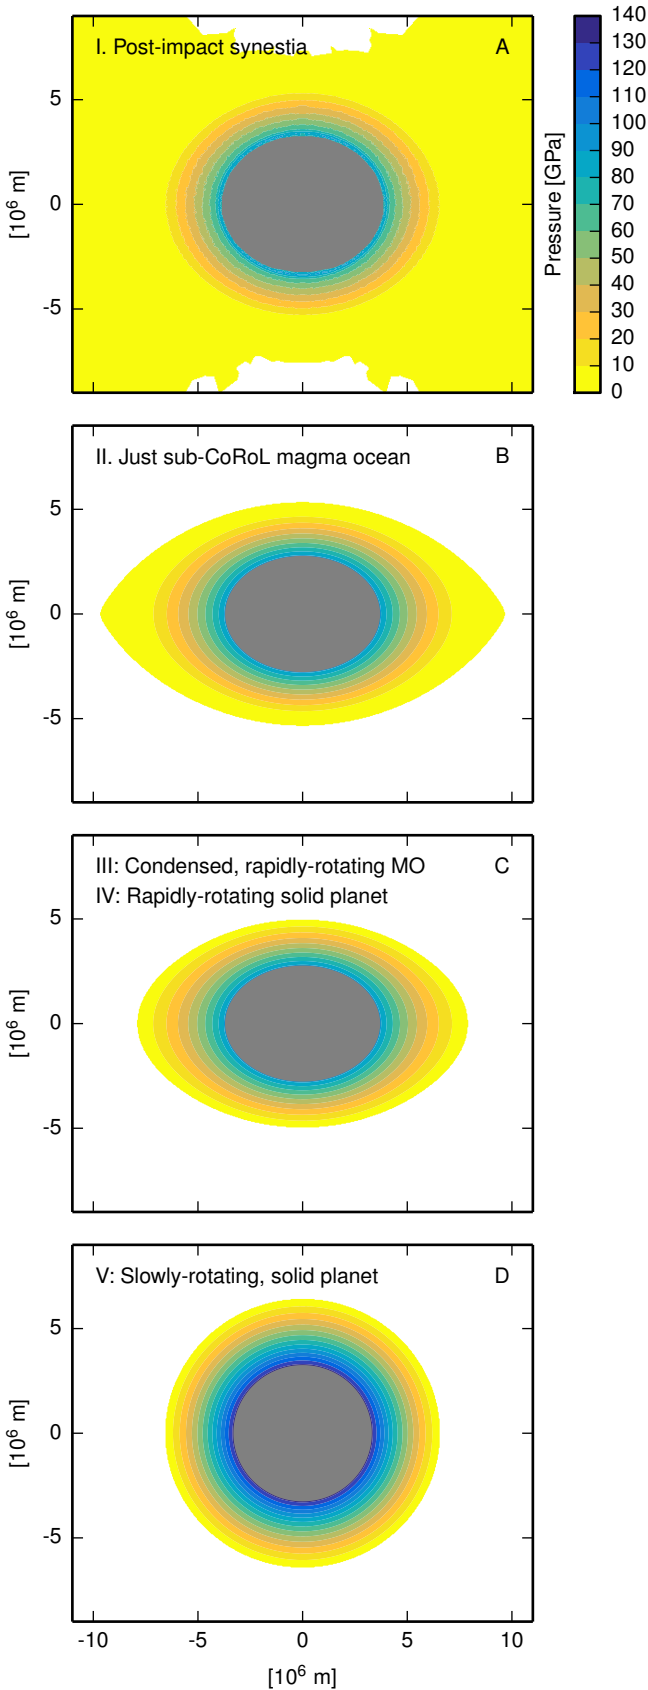 I. Post-impact synestia
A
5
0
-5
[10⁶ m]
140
130
120
110
100
90
80
70
60
50
40
30
20
10
0
Pressure [GPa]
II. Just sub-CoRoL magma ocean
B
5
0
-5
[10⁶ m]
III: Condensed, rapidly-rotating MO
C
IV: Rapidly-rotating solid planet
5
0
-5
[10⁶ m]
V: Slowly-rotating, solid planet
D
5
0
-5
[10⁶ m]
-10 -5 0 5 10
[10⁶ m]